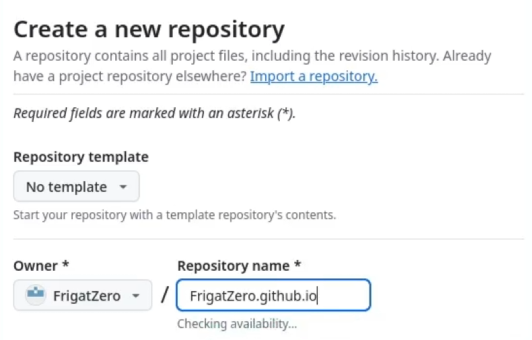 Create a new repository
A repository contains all project files, including the revision history. Already
have a project repository elsewhere? Import a repository.
Required fields are marked with an asterisk (*).
Repository template
No template
Start your repository with a template repository's contents.
Owner * Repository name *
FrigatZero / FrigatZero.github.io
Checking availability...